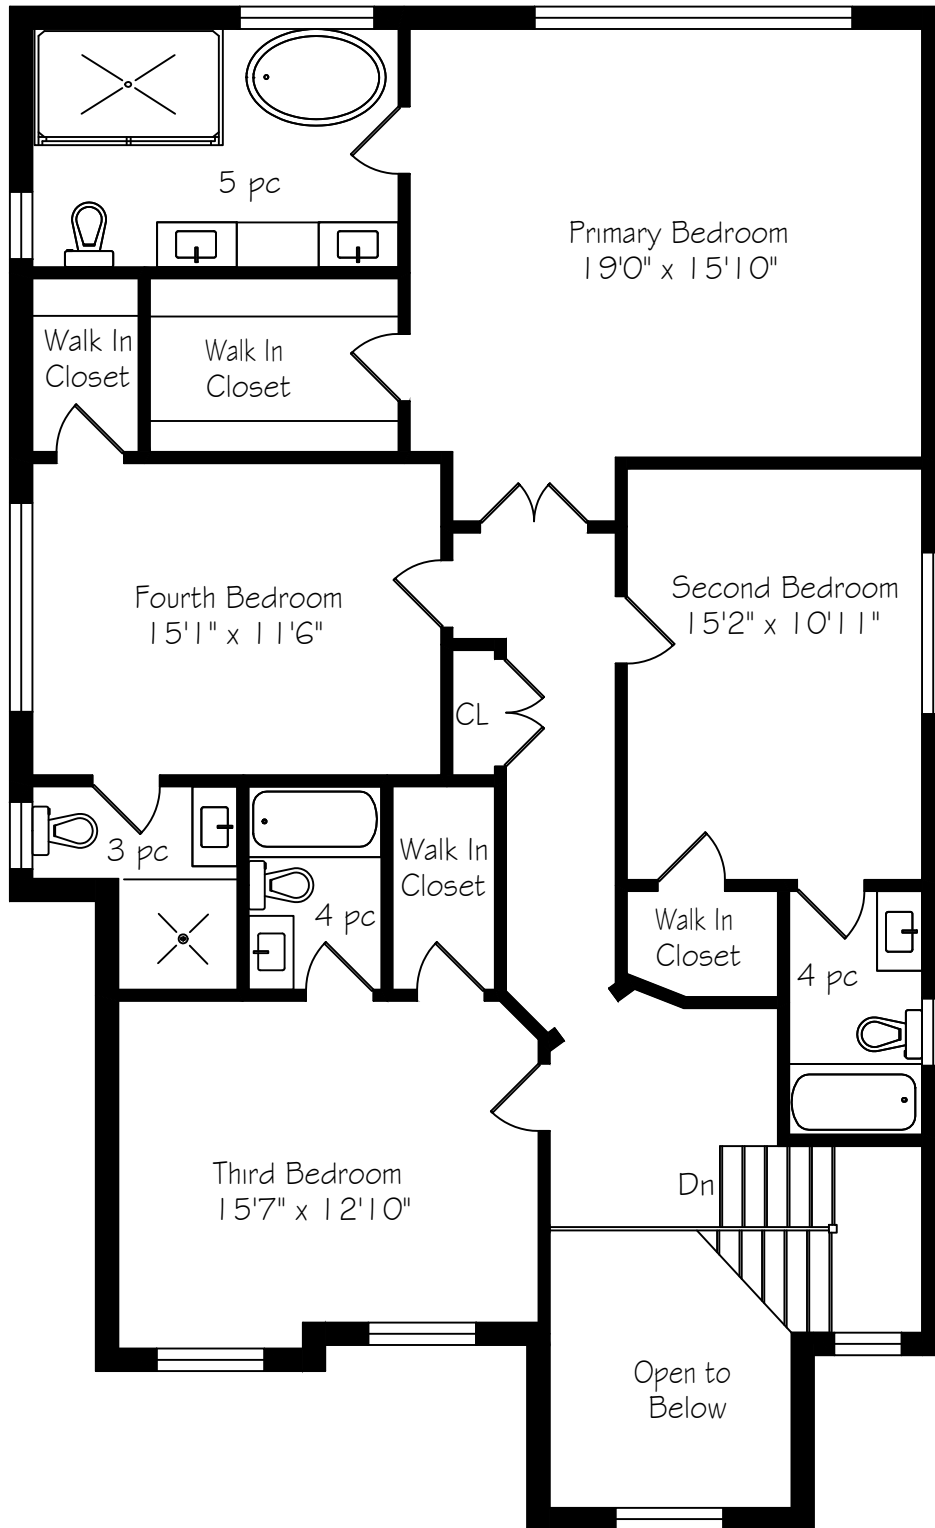 5 pc
Primary Bedroom
19'0" x 15'10"
Walk In
Closet
Walk In
Closet
Fourth Bedroom
15'1" x 11'6"
Second Bedroom
15'2" x 10'11"
CL
3 pc
4 pc
Walk In
Closet
Walk In
Closet
4 pc
Third Bedroom
15'7" x 12'10"
Dn
Open to
Below